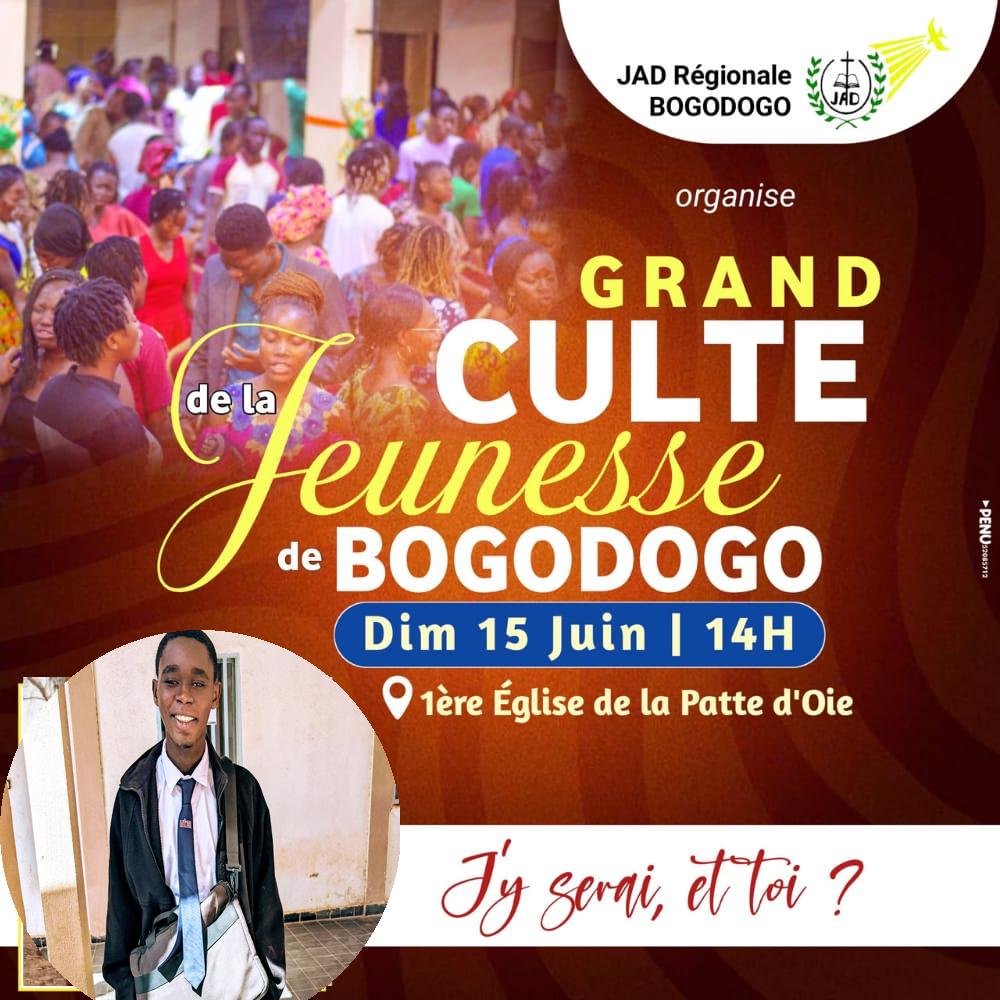 JAD Régionale
BOGODOGO
JAD
organise
GRAND
CULTE
de la
Jeunesse
de BOGODOGO
Dim 15 Juin | 14H
1ère Église de la Patte d'Oie
J'y serai, et toi ?
PENU